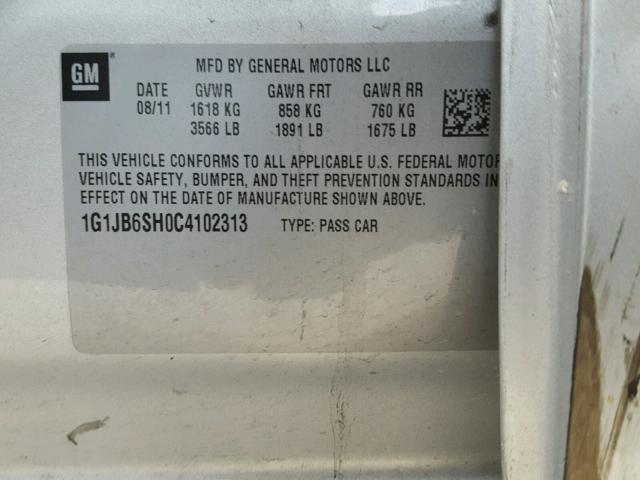 GM
MFD BY GENERAL MOTORS LLC
DATE GVWR GAWR FRT GAWR RR
08/11 1618 KG 858 KG 760 KG
3566 LB 1891 LB 1675 LB
THIS VEHICLE CONFORMS TO ALL APPLICABLE U.S. FEDERAL MOTOR
VEHICLE SAFETY, BUMPER, AND THEFT PREVENTION STANDARDS IN
EFFECT ON THE DATE OF MANUFACTURE SHOWN ABOVE.
1G1JB6SH0C4102313 TYPE: PASS CAR